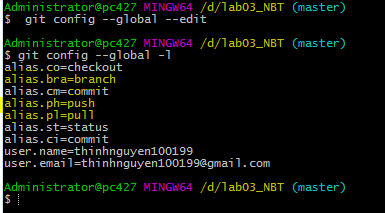 Administrator@pc427 MINGW64 /d/lab03_NBT (master)
$  git config --global --edit
Administrator@pc427 MINGW64 /d/lab03_NBT (master)
$ git config --global -l
alias.co=checkout
alias.bra=branch
alias.cm=commit
alias.ph=push
alias.pl=pull
alias.st=status
alias.ci=commit
user.name=thinhnguyen100199
user.email=thinhnguyen100199@gmail.com
Administrator@pc427 MINGW64 /d/lab03_NBT (master)
$